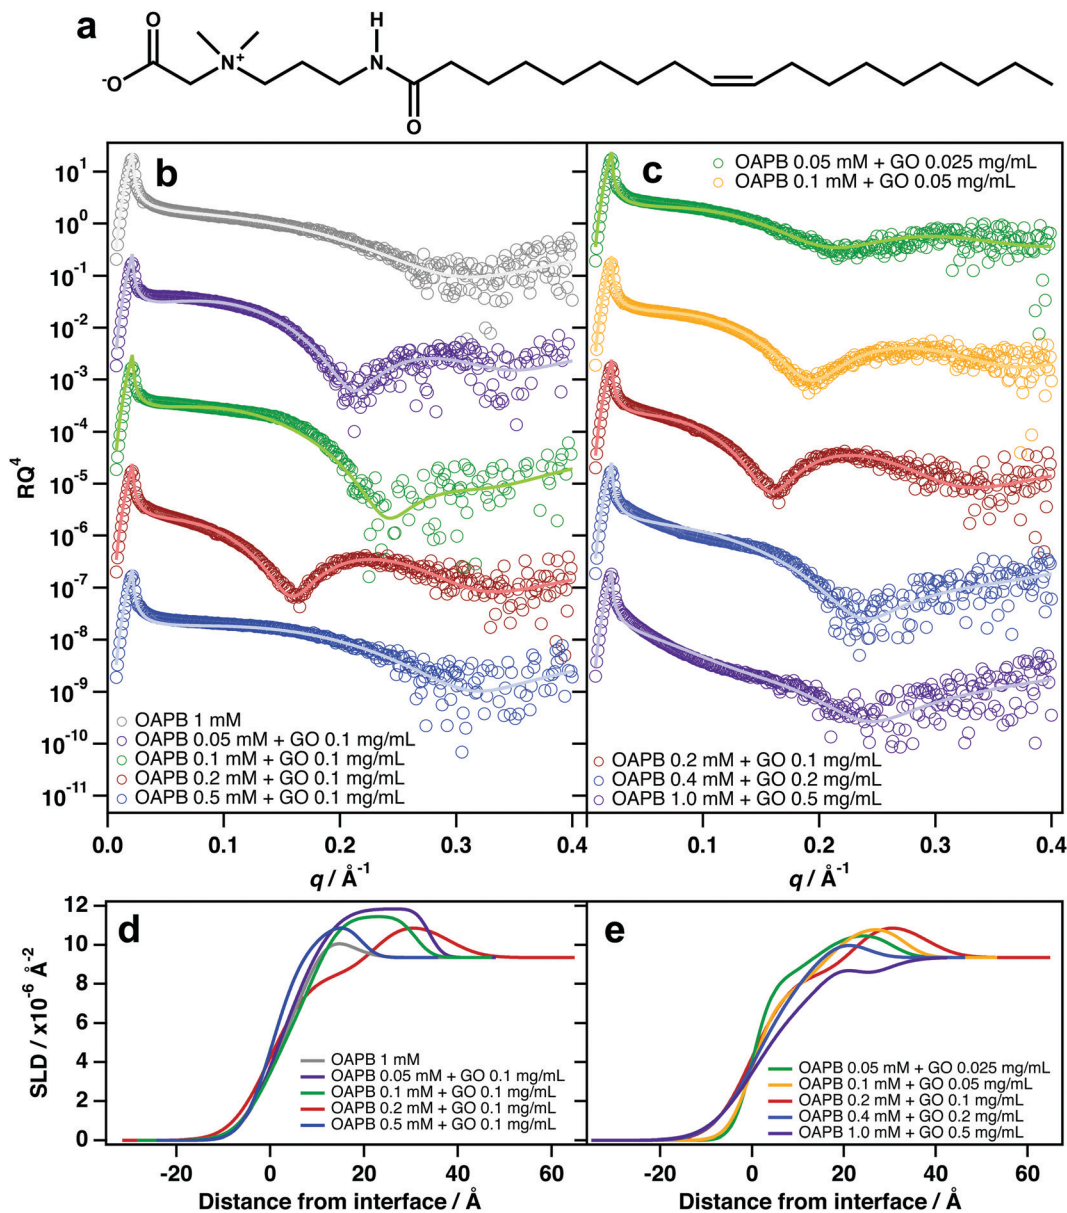 a
O
H
-O
N+
N
O
b
c
10^1
10^0
10^-1
10^-2
10^-3
10^-4
10^-5
10^-6
10^-7
10^-8
10^-9
10^-10
10^-11
RQ^4
OAPB 1 mM
OAPB 0.05 mM + GO 0.1 mg/mL
OAPB 0.1 mM + GO 0.1 mg/mL
OAPB 0.2 mM + GO 0.1 mg/mL
OAPB 0.5 mM + GO 0.1 mg/mL
0.0 0.1 0.2 0.3 0.4
q / Å^-1
OAPB 0.05 mM + GO 0.025 mg/mL
OAPB 0.1 mM + GO 0.05 mg/mL
OAPB 0.2 mM + GO 0.1 mg/mL
OAPB 0.4 mM + GO 0.2 mg/mL
OAPB 1.0 mM + GO 0.5 mg/mL
0.1 0.2 0.3 0.4
q / Å^-1
d
12
10
8
6
4
2
0
SLD / x10^-6 Å^-2
OAPB 1 mM
OAPB 0.05 mM + GO 0.1 mg/mL
OAPB 0.1 mM + GO 0.1 mg/mL
OAPB 0.2 mM + GO 0.1 mg/mL
OAPB 0.5 mM + GO 0.1 mg/mL
-20 0 20 40 60
Distance from interface / Å
e
OAPB 0.05 mM + GO 0.025 mg/mL
OAPB 0.1 mM + GO 0.05 mg/mL
OAPB 0.2 mM + GO 0.1 mg/mL
OAPB 0.4 mM + GO 0.2 mg/mL
OAPB 1.0 mM + GO 0.5 mg/mL
-20 0 20 40 60
Distance from interface / Å